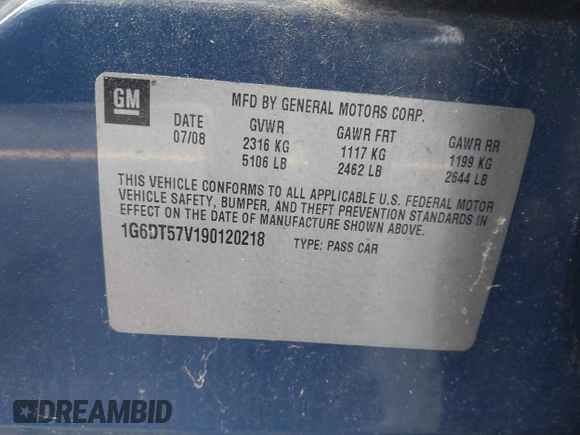 GM
MFD BY GENERAL MOTORS CORP.
DATE GVWR GAWR FRT GAWR RR
07/08 2316 KG 1117 KG 1199 KG
5106 LB 2462 LB 2644 LB
THIS VEHICLE CONFORMS TO ALL APPLICABLE U.S. FEDERAL MOTOR
VEHICLE SAFETY, BUMPER, AND THEFT PREVENTION STANDARDS IN
EFFECT ON THE DATE OF MANUFACTURE SHOWN ABOVE.
1G6DT57V190120218 TYPE: PASS CAR
DREAMBID